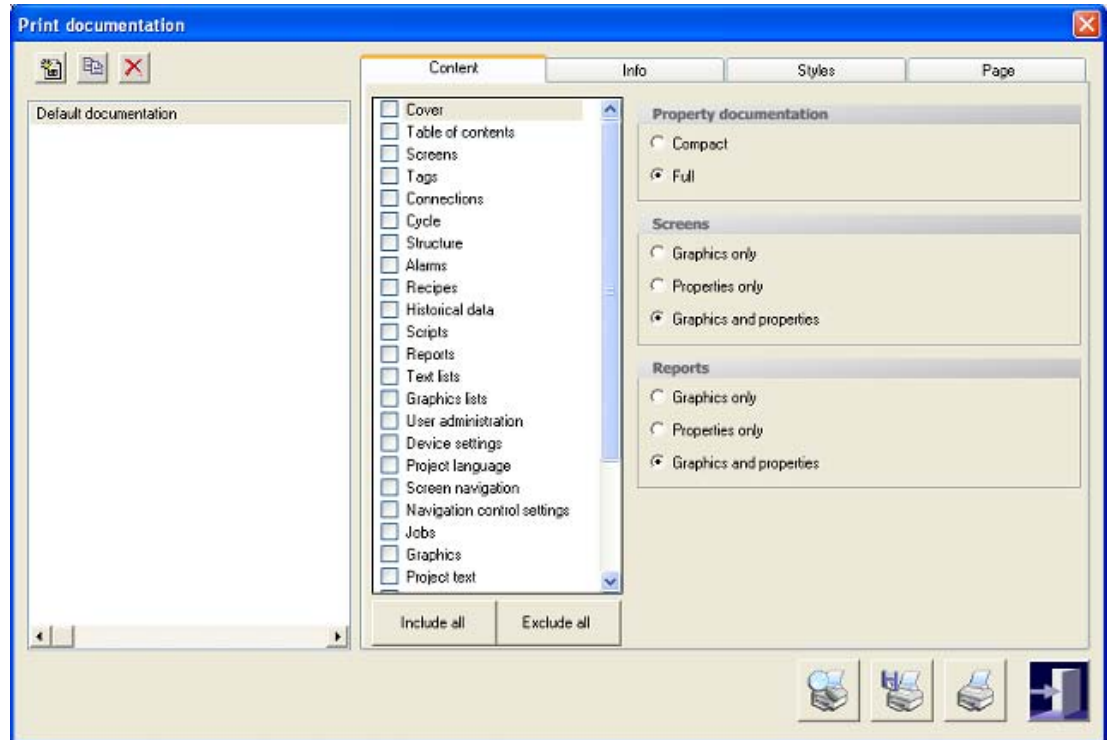 Print documentation
Default documentation
Content
Info
Styles
Page
Cover
Table of contents
Screens
Tags
Connections
Cycle
Structure
Alarms
Recipes
Historical data
Scripts
Reports
Text lists
Graphics lists
User administration
Device settings
Project language
Screen navigation
Navigation control settings
Jobs
Graphics
Project text
Include all
Exclude all
Property documentation
Compact
Full
Screens
Graphics only
Properties only
Graphics and properties
Reports
Graphics only
Properties only
Graphics and properties